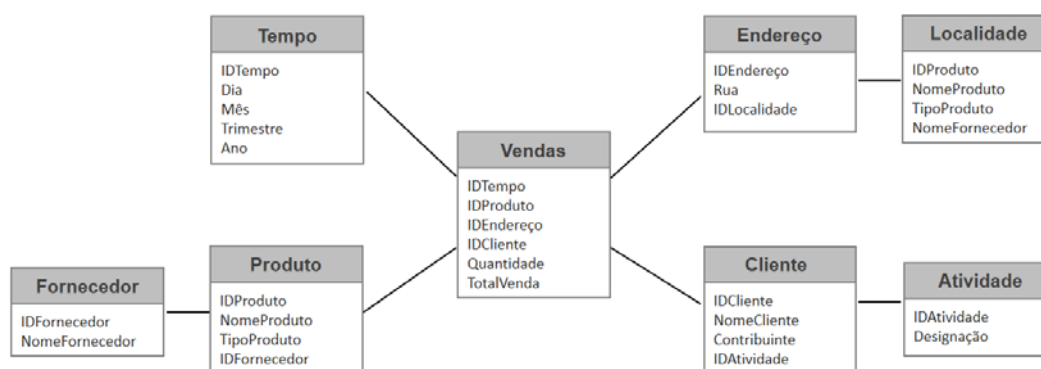 Tempo
IDTempo
Dia
Mês
Trimestre
Ano
Endereço
IDEndereço
Rua
IDLocalidade
Localidade
IDProduto
NomeProduto
TipoProduto
NomeFornecedor
Vendas
IDTempo
IDProduto
IDEndereço
IDCliente
Quantidade
TotalVenda
Fornecedor
IDFornecedor
NomeFornecedor
Produto
IDProduto
NomeProduto
TipoProduto
IDFornecedor
Cliente
IDCliente
NomeCliente
Contribuinte
IDAtividade
Atividade
IDAtividade
Designação